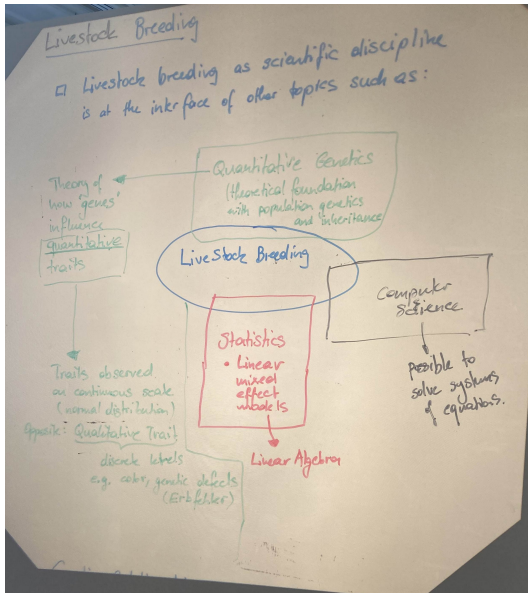 Livestock Breeding
Livestock breeding as scientific discipline
is at the interface of other topics such as:
Quantitative Genetics
(theoretical foundation
with population genetics
and inheritance)
Theory of
how 'genes'
influence
quantitative
traits
LiveStock Breeding
Computer
Science
Statistics
• Linear
mixed
effect
models
possible to
solve systems
of equations.
Traits observed
on continuous scale
(normal distribution)
Opposite: Qualitative Trait
discrete levels
e.g. color, genetic defects
(Erbfehler)
Linear Algebra